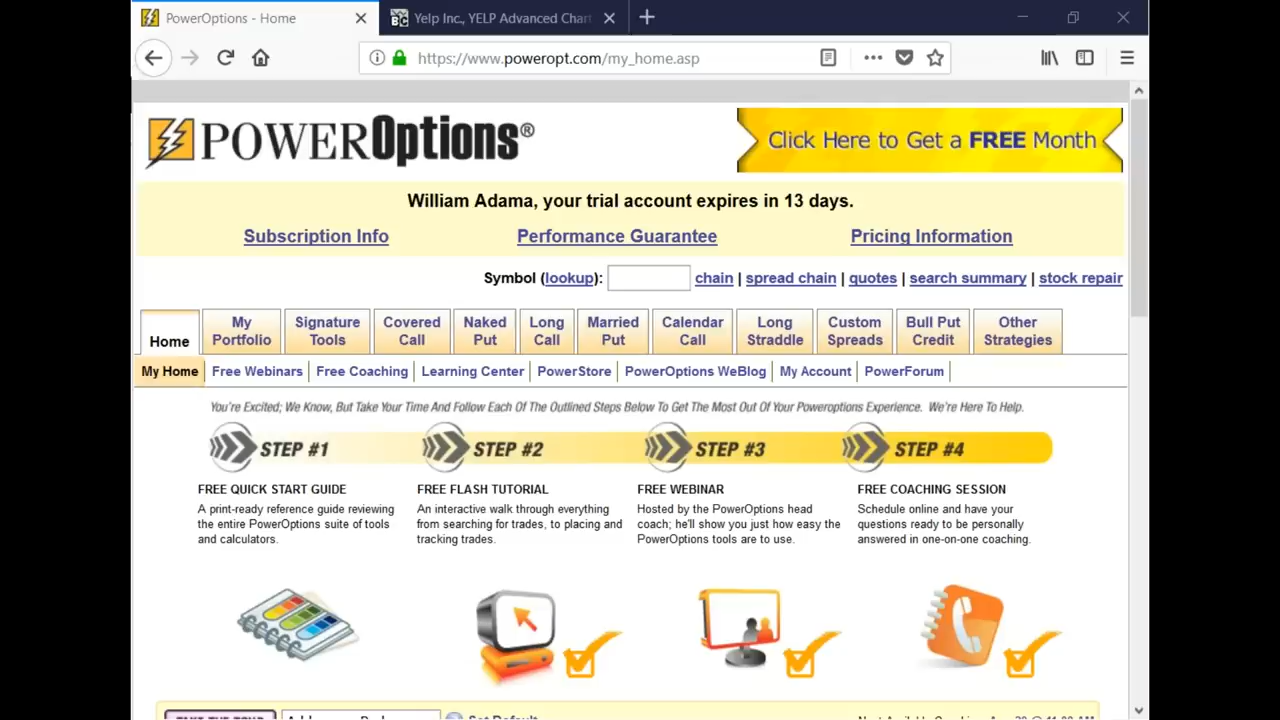 PowerOptions - Home
Yelp Inc., YELP Advanced Chart
https://www.poweropt.com/my_home.asp
POWEROptions®
Click Here to Get a FREE Month
William Adama, your trial account expires in 13 days.
Subscription Info Performance Guarantee Pricing Information
Symbol (lookup): chain | spread chain | quotes | search summary | stock repair
Home
My Portfolio
Signature Tools
Covered Call
Naked Put
Long Call
Married Put
Calendar Call
Long Straddle
Custom Spreads
Bull Put Credit
Other Strategies
My Home | Free Webinars | Free Coaching | Learning Center | PowerStore | PowerOptions WeBlog | My Account | PowerForum |
You're Excited; We Know, But Take Your Time And Follow Each Of The Outlined Steps Below To Get The Most Out Of Your Poweroptions Experience. We're Here To Help.
STEP #1 STEP #2 STEP #3 STEP #4
FREE QUICK START GUIDE
A print-ready reference guide reviewing
the entire PowerOptions suite of tools
and calculators.
FREE FLASH TUTORIAL
An interactive walk through everything
from searching for trades, to placing and
tracking trades.
FREE WEBINAR
Hosted by the PowerOptions head
coach; he'll show you just how easy the
PowerOptions tools are to use.
FREE COACHING SESSION
Schedule online and have your
questions ready to be personally
answered in one-on-one coaching.
TAKE THE TOUR
Set Default